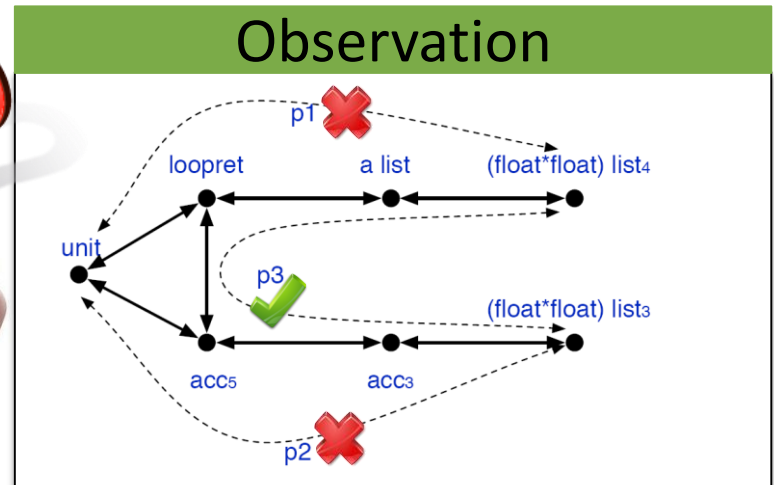 Observation
p1
loopret
a list
(float*float) list4
unit
p3
(float*float) list3
acc5
acc3
p2